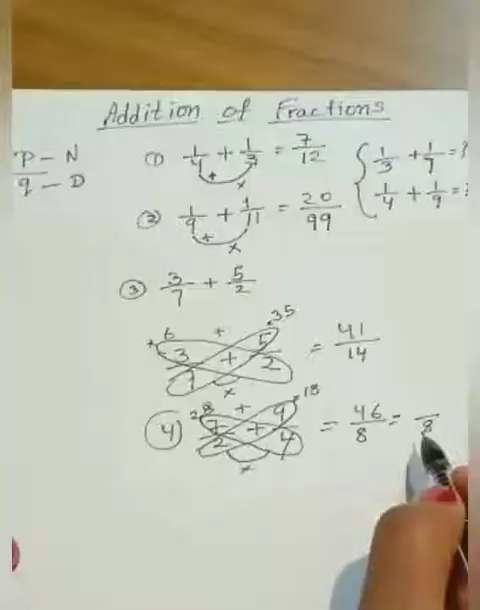 Addition of Fractions
P – N
q – D
(1) 1/4 + 1/3 = 7/12
+
x
1/3 + 1/7 = ?
1/4 + 1/9 = ?
(2) 1/9 + 1/11 = 20/99
+
x
(3) 3/7 + 5/2
6 + 35
3/7 + 5/2 = 41/14
x
(4) 28 + 18
7/2 + 9/4 = 46/8 = /8
x